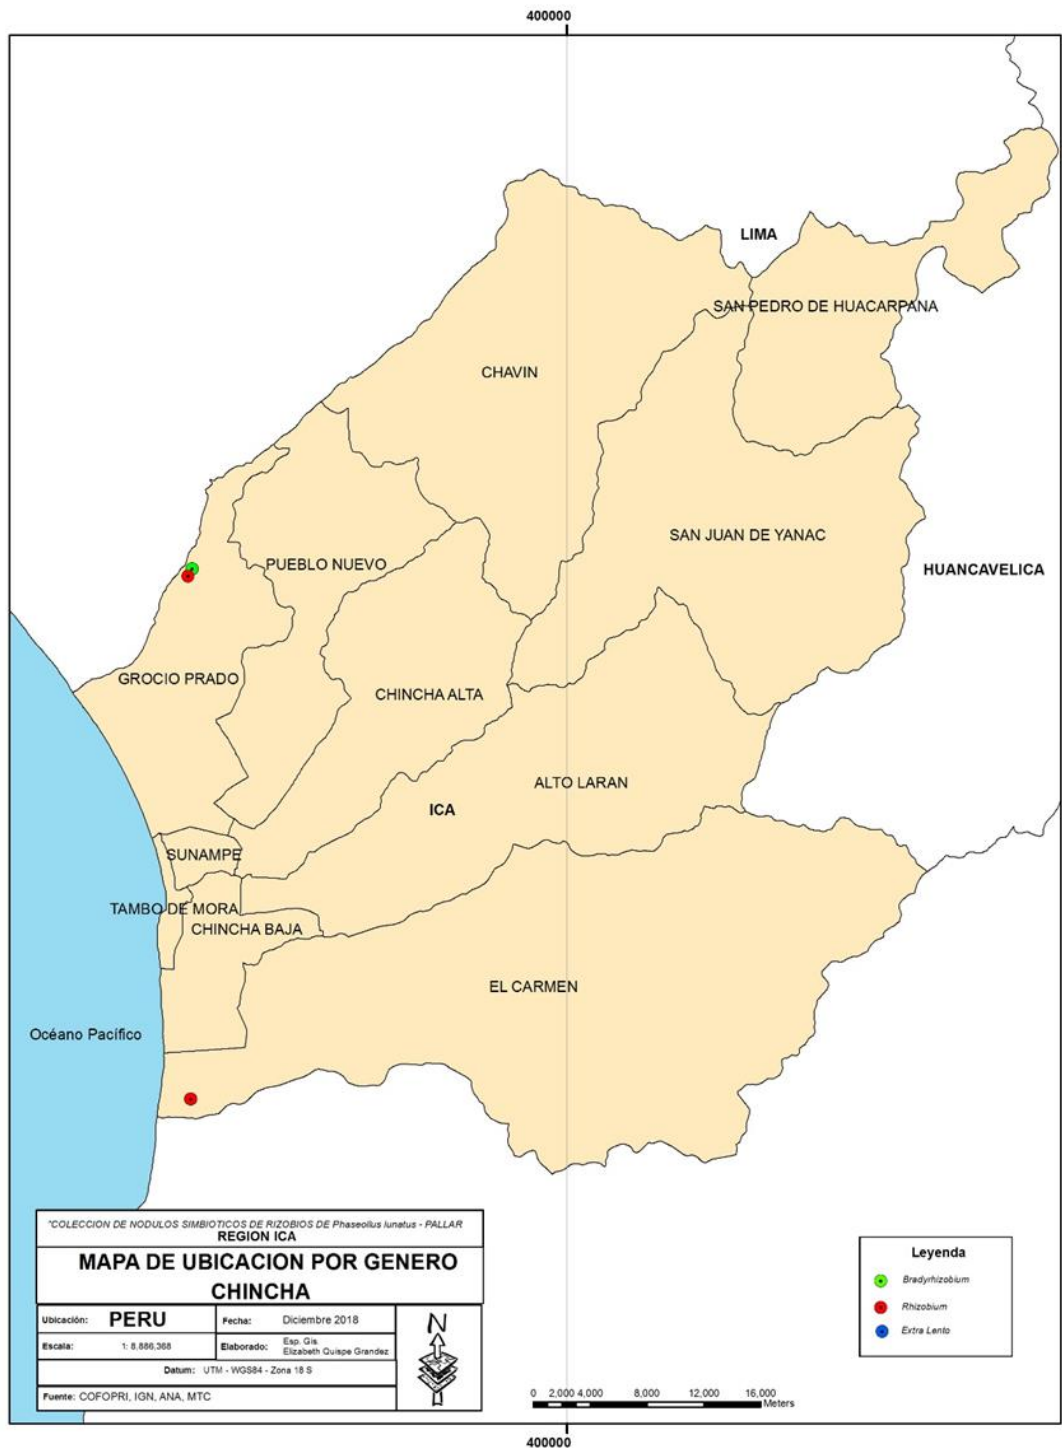 400000
LIMA
SAN PEDRO DE HUACARPANA
CHAVIN
SAN JUAN DE YANAC
PUEBLO NUEVO
HUANCAVELICA
GROCIO PRADO
CHINCHA ALTA
ALTO LARAN
ICA
SUNAMPE
TAMBO DE MORA
CHINCHA BAJA
EL CARMEN
Océano Pacífico
"COLECCION DE NODULOS SIMBIOTICOS DE RIZOBIOS DE Phaseollus lunatus - PALLAR
REGION ICA
MAPA DE UBICACION POR GENERO
CHINCHA
Ubicación: PERU Fecha: Diciembre 2018
Escala: 1: 8,886,368 Elaborado: Esp. Gis.
Elizabeth Quispe Grandez
Datum: UTM - WGS84 - Zona 18 S
Fuente: COFOPRI, IGN, ANA, MTC
N
Leyenda
Bradyrhizobium
Rhizobium
Extra Lento
0 2,000 4,000 8,000 12,000 16,000
Meters
400000